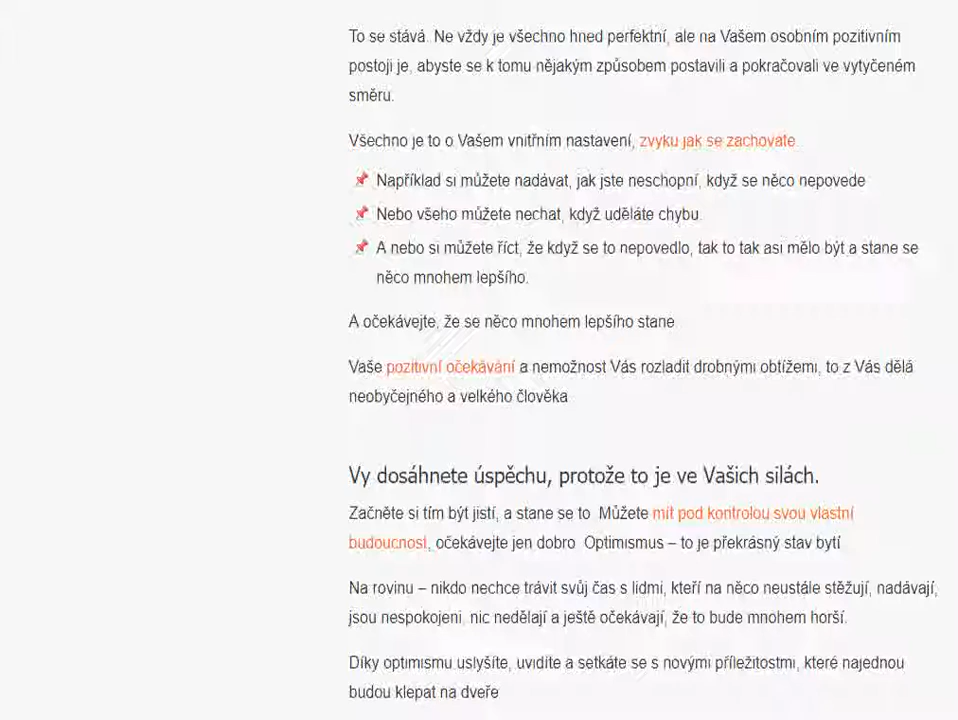 To se stává. Ne vždy je všechno hned perfektní, ale na Vašem osobním pozitivním
postoji je, abyste se k tomu nějakým způsobem postavili a pokračovali ve vytyčeném
směru.
Všechno je to o Vašem vnitřním nastavení, zvyku jak se zachováte.
Například si můžete nadávat, jak jste neschopní, když se něco nepovede
Nebo všeho můžete nechat, když uděláte chybu.
A nebo si můžete říct, že když se to nepovedlo, tak to tak asi mělo být a stane se
něco mnohem lepšího.
A očekávejte, že se něco mnohem lepšího stane
Vaše pozitivní očekávání a nemožnost Vás rozladit drobnými obtížemi, to z Vás dělá
neobyčejného a velkého člověka
Vy dosáhnete úspěchu, protože to je ve Vašich silách.
Začněte si tím být jistí, a stane se to Můžete mít pod kontrolou svou vlastní
budoucnost, očekávejte jen dobro Optimismus – to je překrásný stav bytí
Na rovinu – nikdo nechce trávit svůj čas s lidmi, kteří na něco neustále stěžují, nadávají,
jsou nespokojeni, nic nedělají a ještě očekávají, že to bude mnohem horší.
Díky optimismu uslyšíte, uvidíte a setkáte se s novými příležitostmi, které najednou
budou klepat na dveře